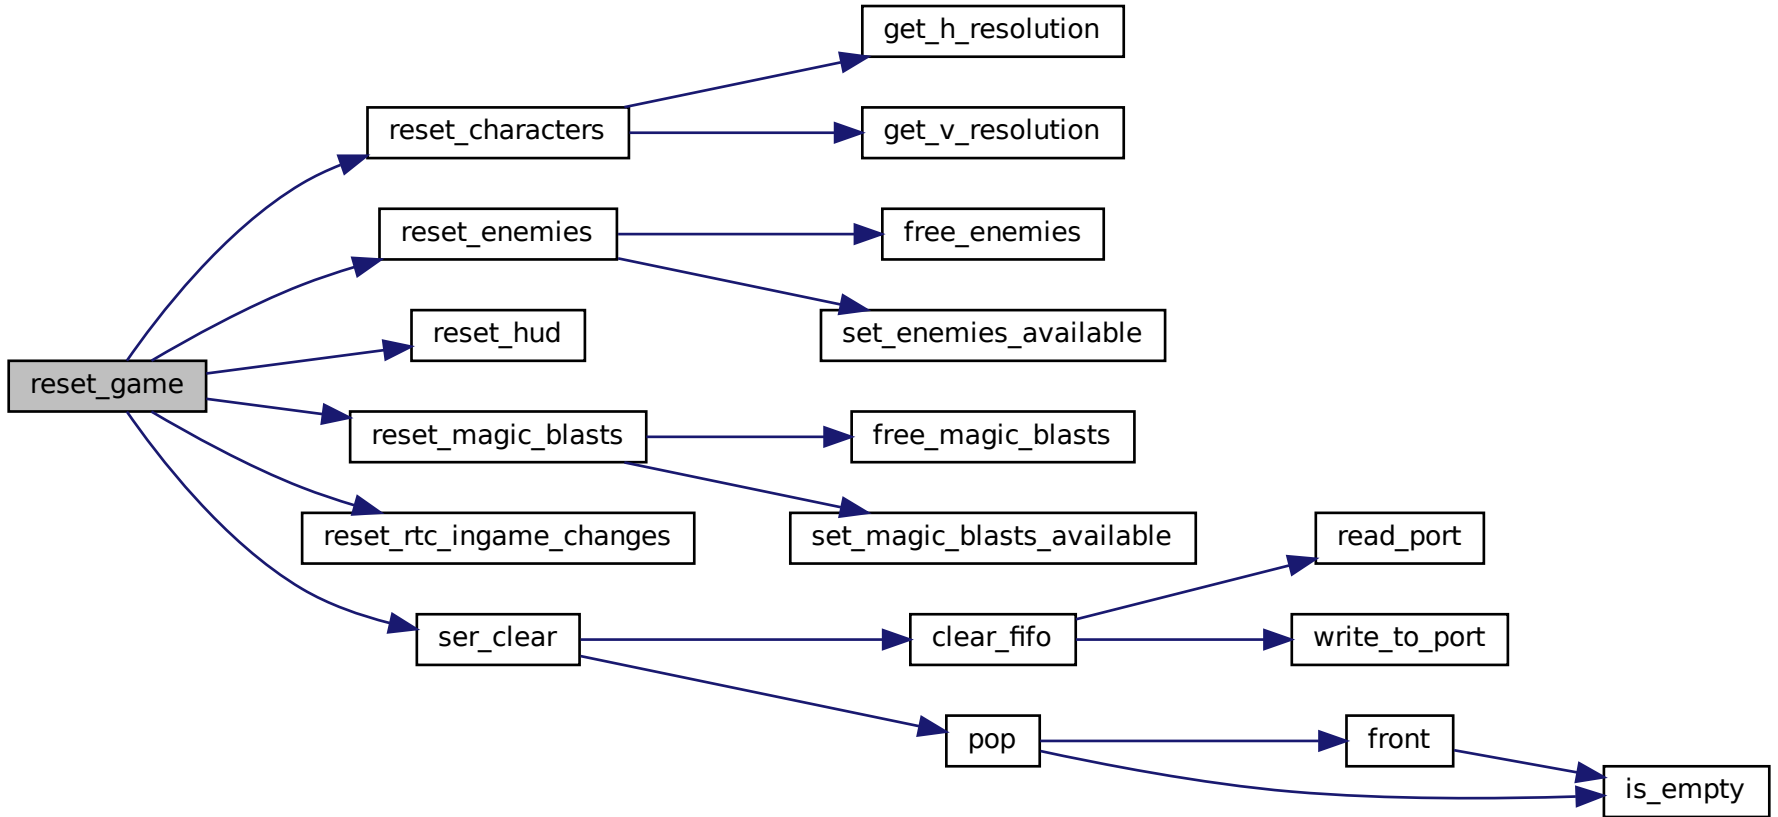 get_h_resolution
reset_characters
get_v_resolution
reset_enemies
free_enemies
reset_hud
set_enemies_available
reset_game
reset_magic_blasts
free_magic_blasts
reset_rtc_ingame_changes
set_magic_blasts_available
read_port
ser_clear
clear_fifo
write_to_port
pop
front
is_empty